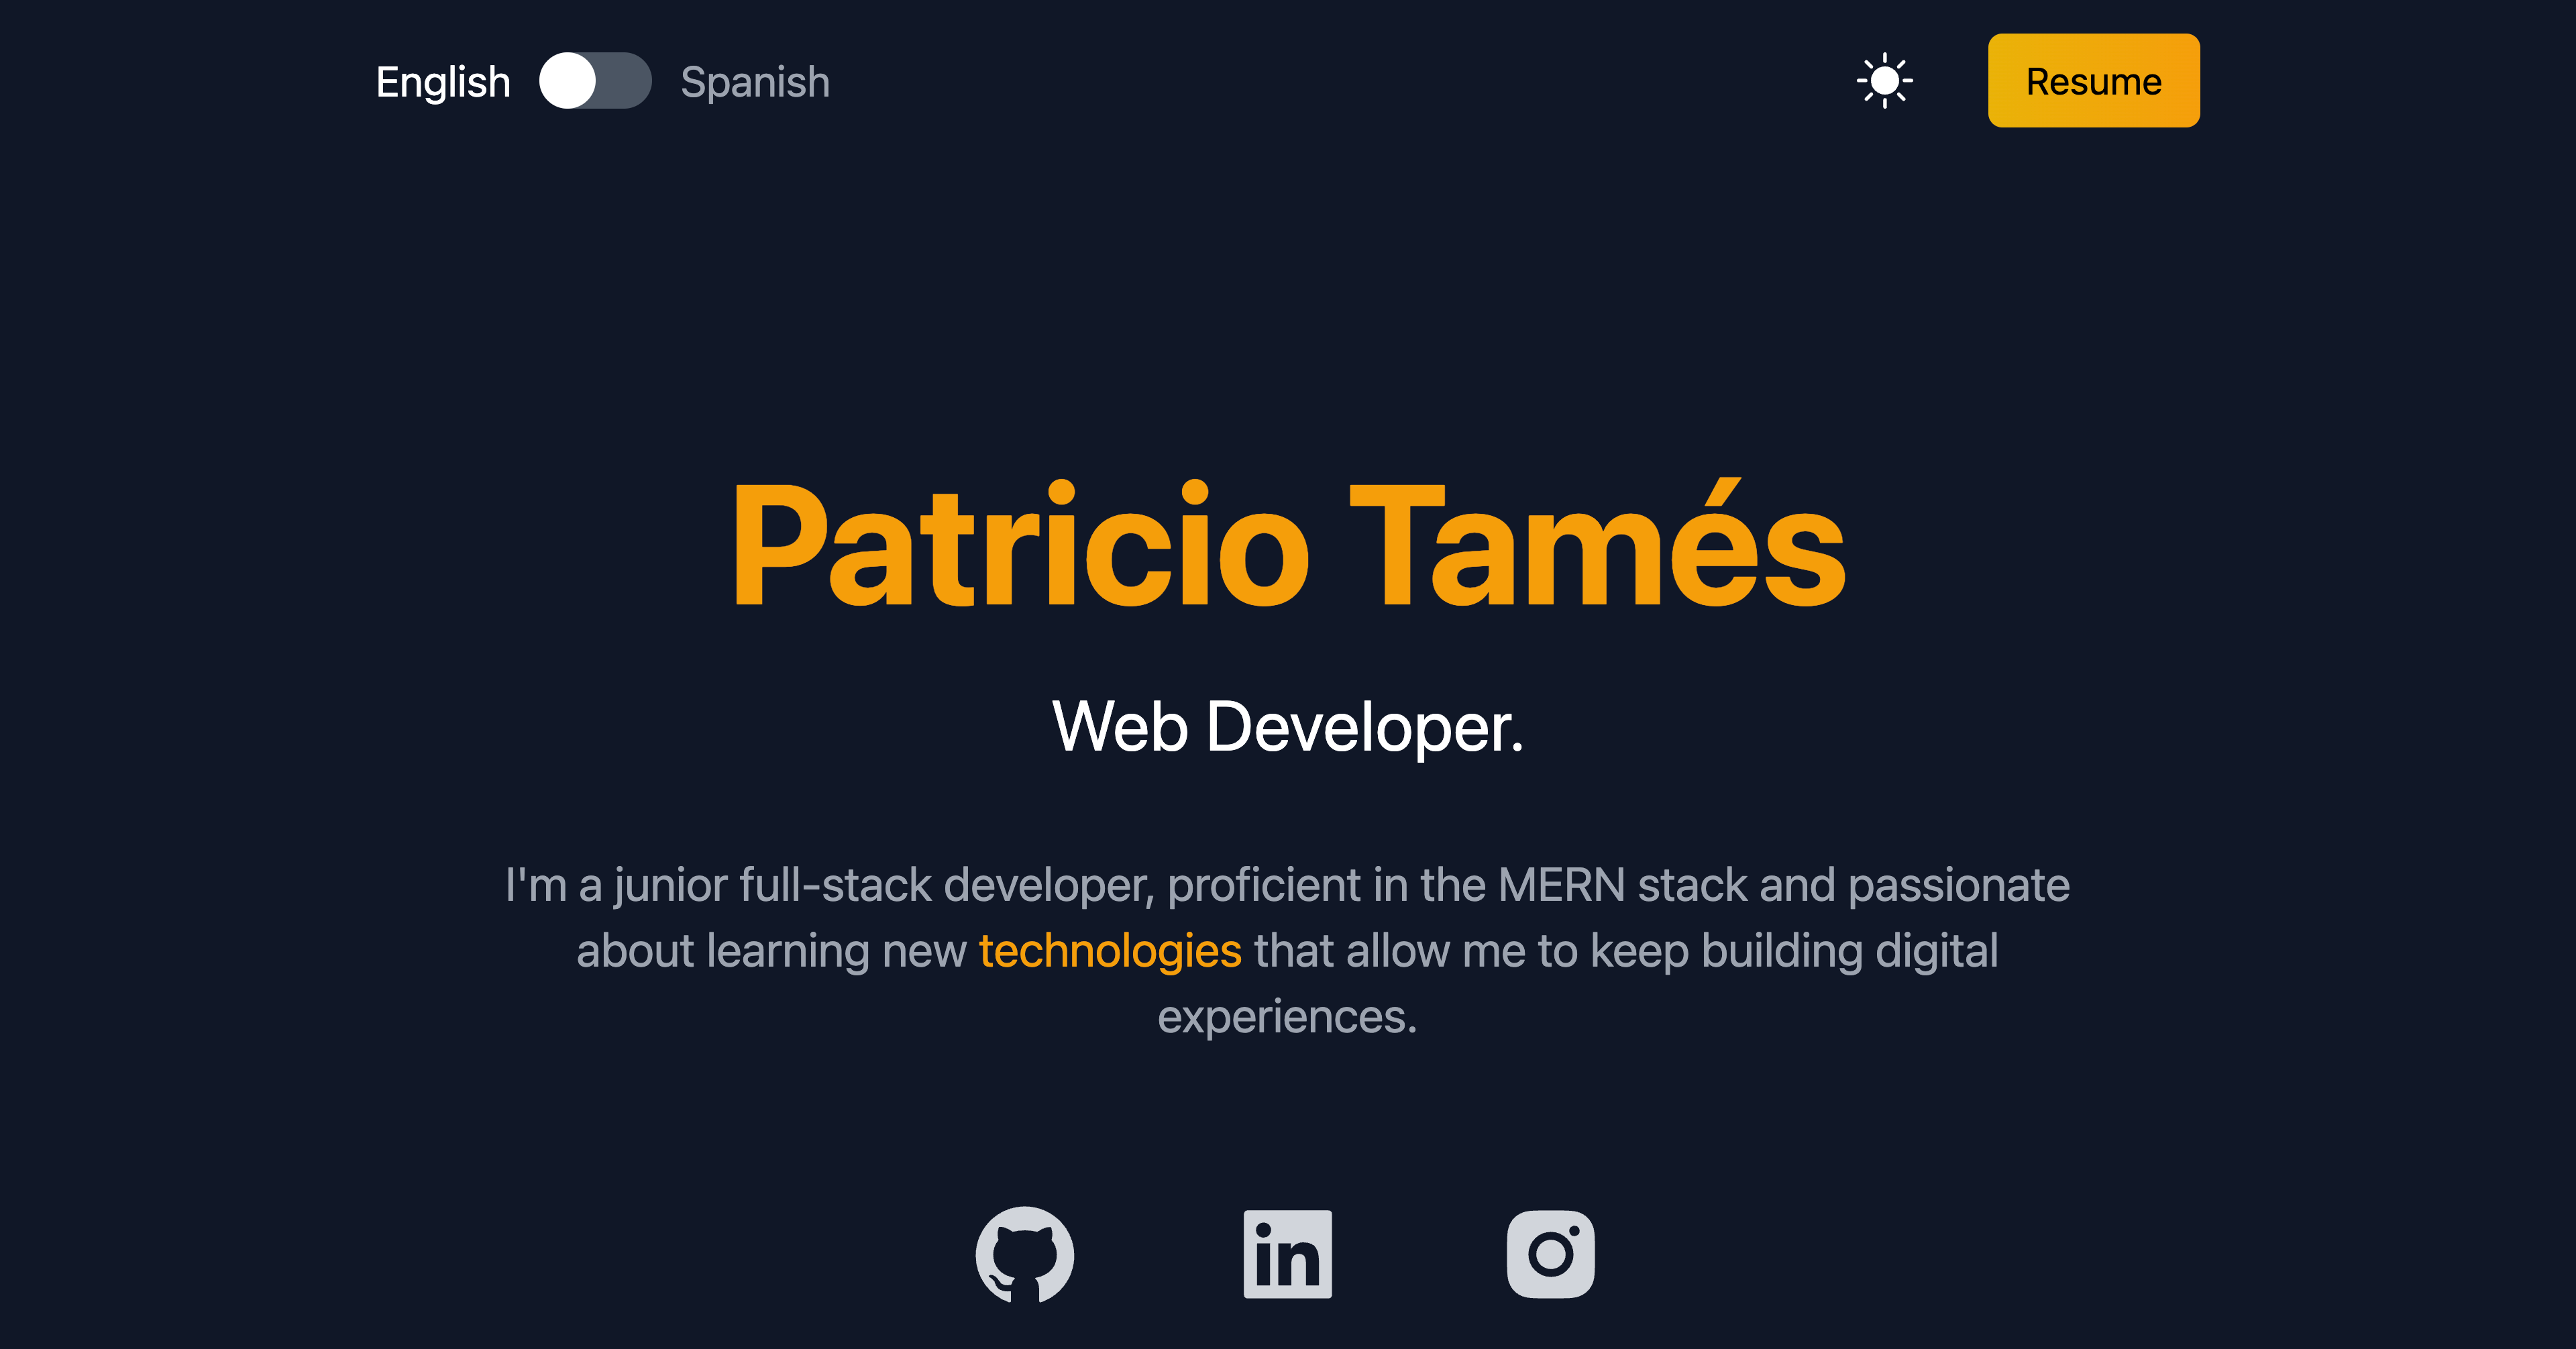 English Spanish Resume
Patricio Tamés
Web Developer.
I'm a junior full-stack developer, proficient in the MERN stack and passionate
about learning new technologies that allow me to keep building digital
experiences.
in